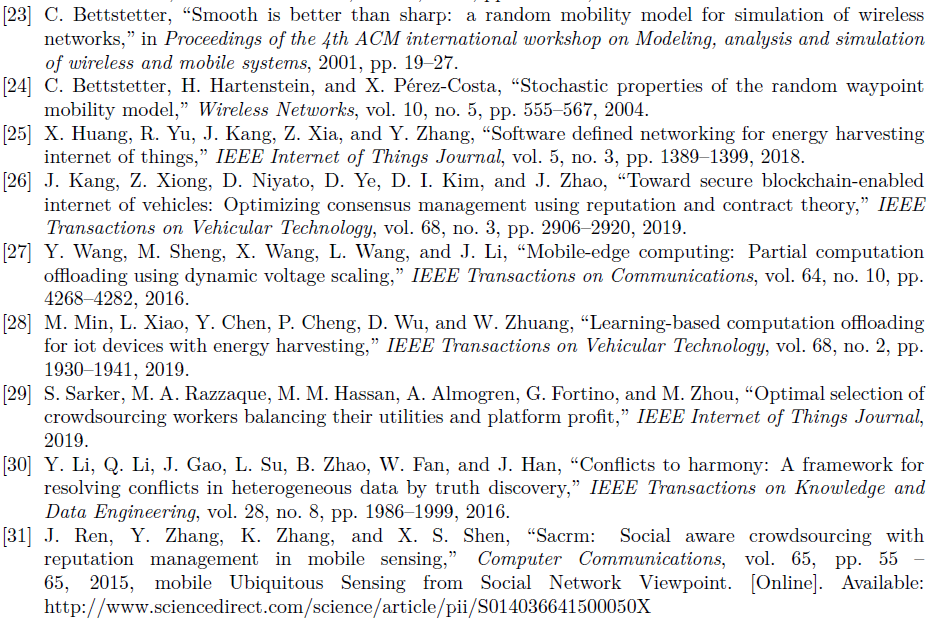 [23] C. Bettstetter, “Smooth is better than sharp: a random mobility model for simulation of wireless
networks,” in Proceedings of the 4th ACM international workshop on Modeling, analysis and simulation
of wireless and mobile systems, 2001, pp. 19–27.
[24] C. Bettstetter, H. Hartenstein, and X. Pérez-Costa, “Stochastic properties of the random waypoint
mobility model,” Wireless Networks, vol. 10, no. 5, pp. 555–567, 2004.
[25] X. Huang, R. Yu, J. Kang, Z. Xia, and Y. Zhang, “Software defined networking for energy harvesting
internet of things,” IEEE Internet of Things Journal, vol. 5, no. 3, pp. 1389–1399, 2018.
[26] J. Kang, Z. Xiong, D. Niyato, D. Ye, D. I. Kim, and J. Zhao, “Toward secure blockchain-enabled
internet of vehicles: Optimizing consensus management using reputation and contract theory,” IEEE
Transactions on Vehicular Technology, vol. 68, no. 3, pp. 2906–2920, 2019.
[27] Y. Wang, M. Sheng, X. Wang, L. Wang, and J. Li, “Mobile-edge computing: Partial computation
offloading using dynamic voltage scaling,” IEEE Transactions on Communications, vol. 64, no. 10, pp.
4268–4282, 2016.
[28] M. Min, L. Xiao, Y. Chen, P. Cheng, D. Wu, and W. Zhuang, “Learning-based computation offloading
for iot devices with energy harvesting,” IEEE Transactions on Vehicular Technology, vol. 68, no. 2, pp.
1930–1941, 2019.
[29] S. Sarker, M. A. Razzaque, M. M. Hassan, A. Almogren, G. Fortino, and M. Zhou, “Optimal selection of
crowdsourcing workers balancing their utilities and platform profit,” IEEE Internet of Things Journal,
2019.
[30] Y. Li, Q. Li, J. Gao, L. Su, B. Zhao, W. Fan, and J. Han, “Conflicts to harmony: A framework for
resolving conflicts in heterogeneous data by truth discovery,” IEEE Transactions on Knowledge and
Data Engineering, vol. 28, no. 8, pp. 1986–1999, 2016.
[31] J. Ren, Y. Zhang, K. Zhang, and X. S. Shen, “Sacrm: Social aware crowdsourcing with
reputation management in mobile sensing,” Computer Communications, vol. 65, pp. 55 –
65, 2015, mobile Ubiquitous Sensing from Social Network Viewpoint. [Online]. Available:
http://www.sciencedirect.com/science/article/pii/S014036641500050X